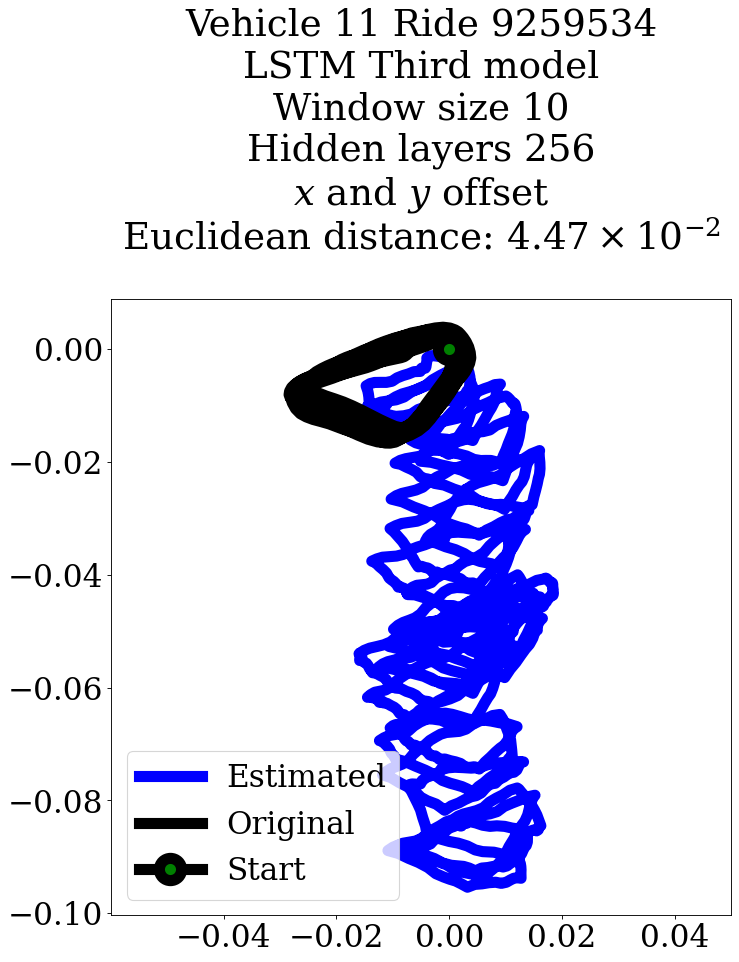 Vehicle 11 Ride 9259534
LSTM Third model
Window size 10
Hidden layers 256
x and y offset
Euclidean distance: 4.47 × 10⁻²
0.00
−0.02
−0.04
−0.06
−0.08
−0.10
Estimated
Original
Start
−0.04 −0.02 0.00 0.02 0.04